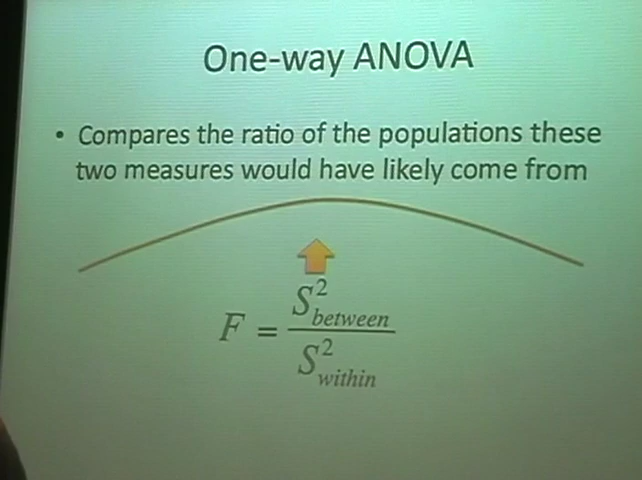 One-way ANOVA
• Compares the ratio of the populations these
two measures would have likely come from
F = S²between / S²within